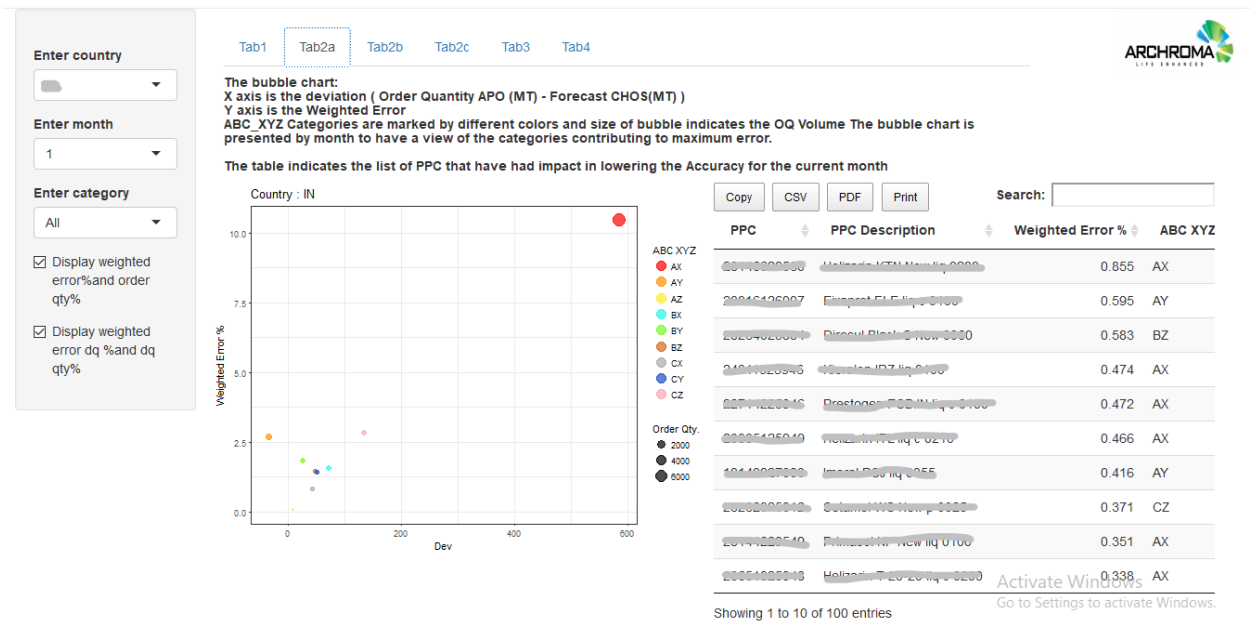 Enter country
Enter month
1
Enter category
All
Display weighted
error%and order
qty%
Display weighted
error dq %and dq
qty%
Tab1 Tab2a Tab2b Tab2c Tab3 Tab4
ARCHROMA
LIFE ENHANCED
The bubble chart:
X axis is the deviation ( Order Quantity APO (MT) - Forecast CHOS(MT) )
Y axis is the Weighted Error
ABC_XYZ Categories are marked by different colors and size of bubble indicates the OQ Volume The bubble chart is
presented by month to have a view of the categories contributing to maximum error.
The table indicates the list of PPC that have had impact in lowering the Accuracy for the current month
Country : IN
Weighted Error %
10.0
7.5
5.0
2.5
0.0
0 200 400 600
Dev
ABC XYZ
AX
AY
AZ
BX
BY
BZ
CX
CY
CZ
Order Qty.
2000
4000
6000
Copy CSV PDF Print Search:
PPC PPC Description Weighted Error % ABC XYZ
0.855 AX
0.595 AY
0.583 BZ
0.474 AX
0.472 AX
0.466 AX
0.416 AY
0.371 CZ
0.351 AX
0.338 AX
Showing 1 to 10 of 100 entries
Activate Windows
Go to Settings to activate Windows.